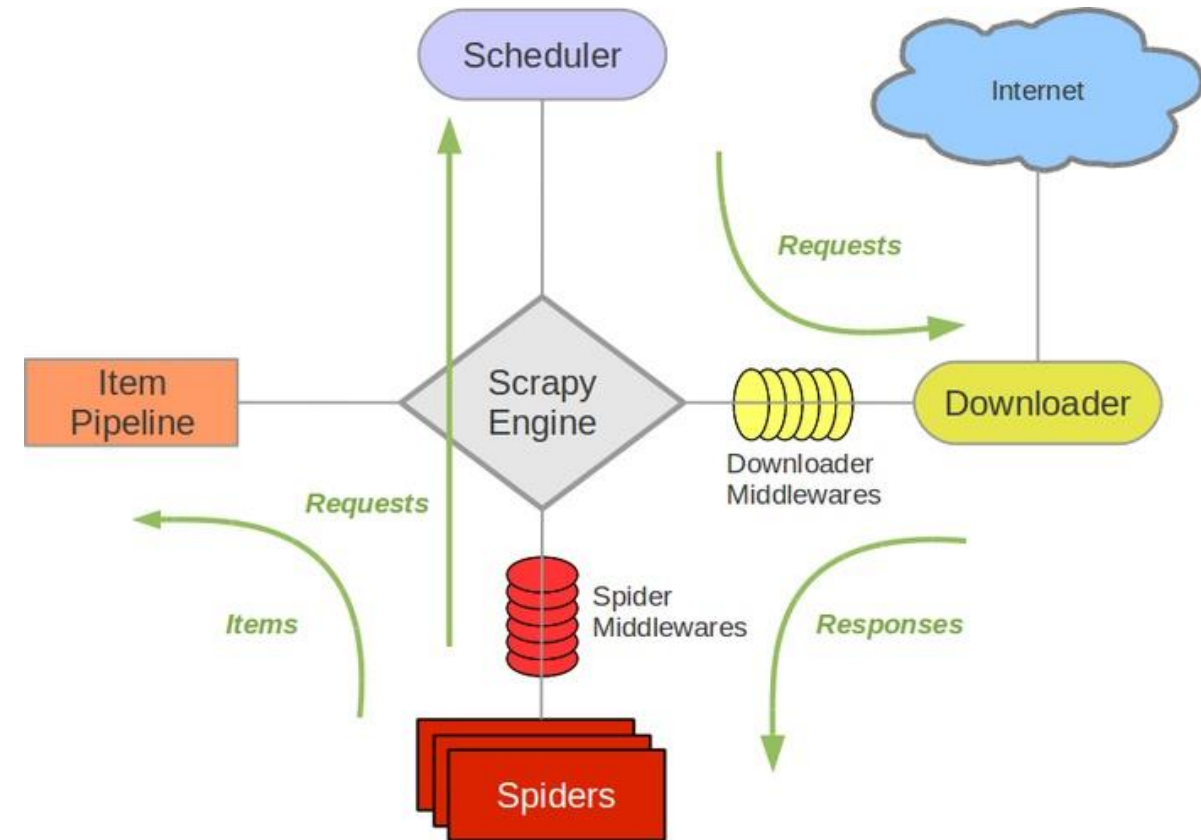 Scheduler
Internet
Requests
Item
Pipeline
Scrapy
Engine
Downloader
Downloader
Middlewares
Requests
Items
Spider
Middlewares
Responses
Spiders